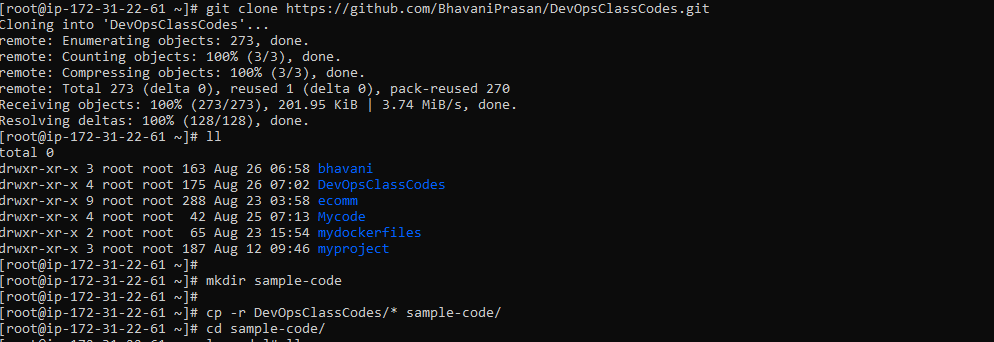 [root@ip-172-31-22-61 ~]# git clone https://github.com/BhavaniPrasan/DevOpsClassCodes.git
Cloning into 'DevOpsClassCodes'...
remote: Enumerating objects: 273, done.
remote: Counting objects: 100% (3/3), done.
remote: Compressing objects: 100% (3/3), done.
remote: Total 273 (delta 0), reused 1 (delta 0), pack-reused 270
Receiving objects: 100% (273/273), 201.95 KiB | 3.74 MiB/s, done.
Resolving deltas: 100% (128/128), done.
[root@ip-172-31-22-61 ~]# ll
total 0
drwxr-xr-x 3 root root 163 Aug 26 06:58 bhavani
drwxr-xr-x 4 root root 175 Aug 26 07:02 DevOpsClassCodes
drwxr-xr-x 9 root root 288 Aug 23 03:58 ecomm
drwxr-xr-x 4 root root  42 Aug 25 07:13 Mycode
drwxr-xr-x 2 root root  65 Aug 23 15:54 mydockerfiles
drwxr-xr-x 3 root root 187 Aug 12 09:46 myproject
[root@ip-172-31-22-61 ~]#
[root@ip-172-31-22-61 ~]# mkdir sample-code
[root@ip-172-31-22-61 ~]#
[root@ip-172-31-22-61 ~]# cp -r DevOpsClassCodes/* sample-code/
[root@ip-172-31-22-61 ~]# cd sample-code/